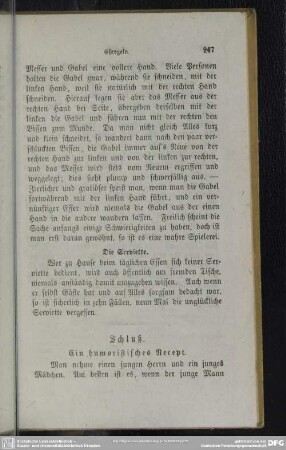 Eßregeln. 247
Messer und Gabel eine vollere Hand. Viele Personen
halten die Gabel zwar, während sie schneiden, mit der
linken Hand, weil sie natürlich mit der rechten Hand
schneiden. Hierauf legen sie aber das Messer aus der
rechten Hand bei Seite, übergeben derselben mit der
linken die Gabel und führen nun mit der rechten den
Bissen zum Munde. Da man nicht gleich Alles kurz
und klein schneidet, so wandert dann nach den paar ver-
schluckten Bissen, die Gabel immer auf's Neue von der
rechten Hand zur linken und von der linken zur rechten,
und das Messer wird stets von Neuem ergriffen und
weggelegt; dies sieht plump und schwerfällig aus. —
Zierlicher und graziöser speist man, wenn man die Gabel
fortwährend mit der linken Hand führt, und ein ver-
nünftiger Esser wird niemals die Gabel aus der einen
Hand in die andere wandern lassen. Freilich scheint die
Sache anfangs einige Schwierigkeiten zu haben, doch ist
man erst daran gewöhnt, so ist es eine wahre Spielerei.
Die Serviette.
Wer zu Hause beim täglichen Essen sich keiner Ser-
viette bedient, wird auch öffentlich am fremden Tische,
niemals anständig damit umzugehen wissen. Auch wenn
er selbst Gäste hat und auf Alles sorgsam bedacht war,
so ist sicherlich in zehn Fällen, neun Mal die unglückliche
Serviette vergessen.
Schluß.
Ein humoristisches Recept.
Man nehme einen jungen Herrn und ein junges
Mädchen. Am besten ist es, wenn der junge Mann
DFG